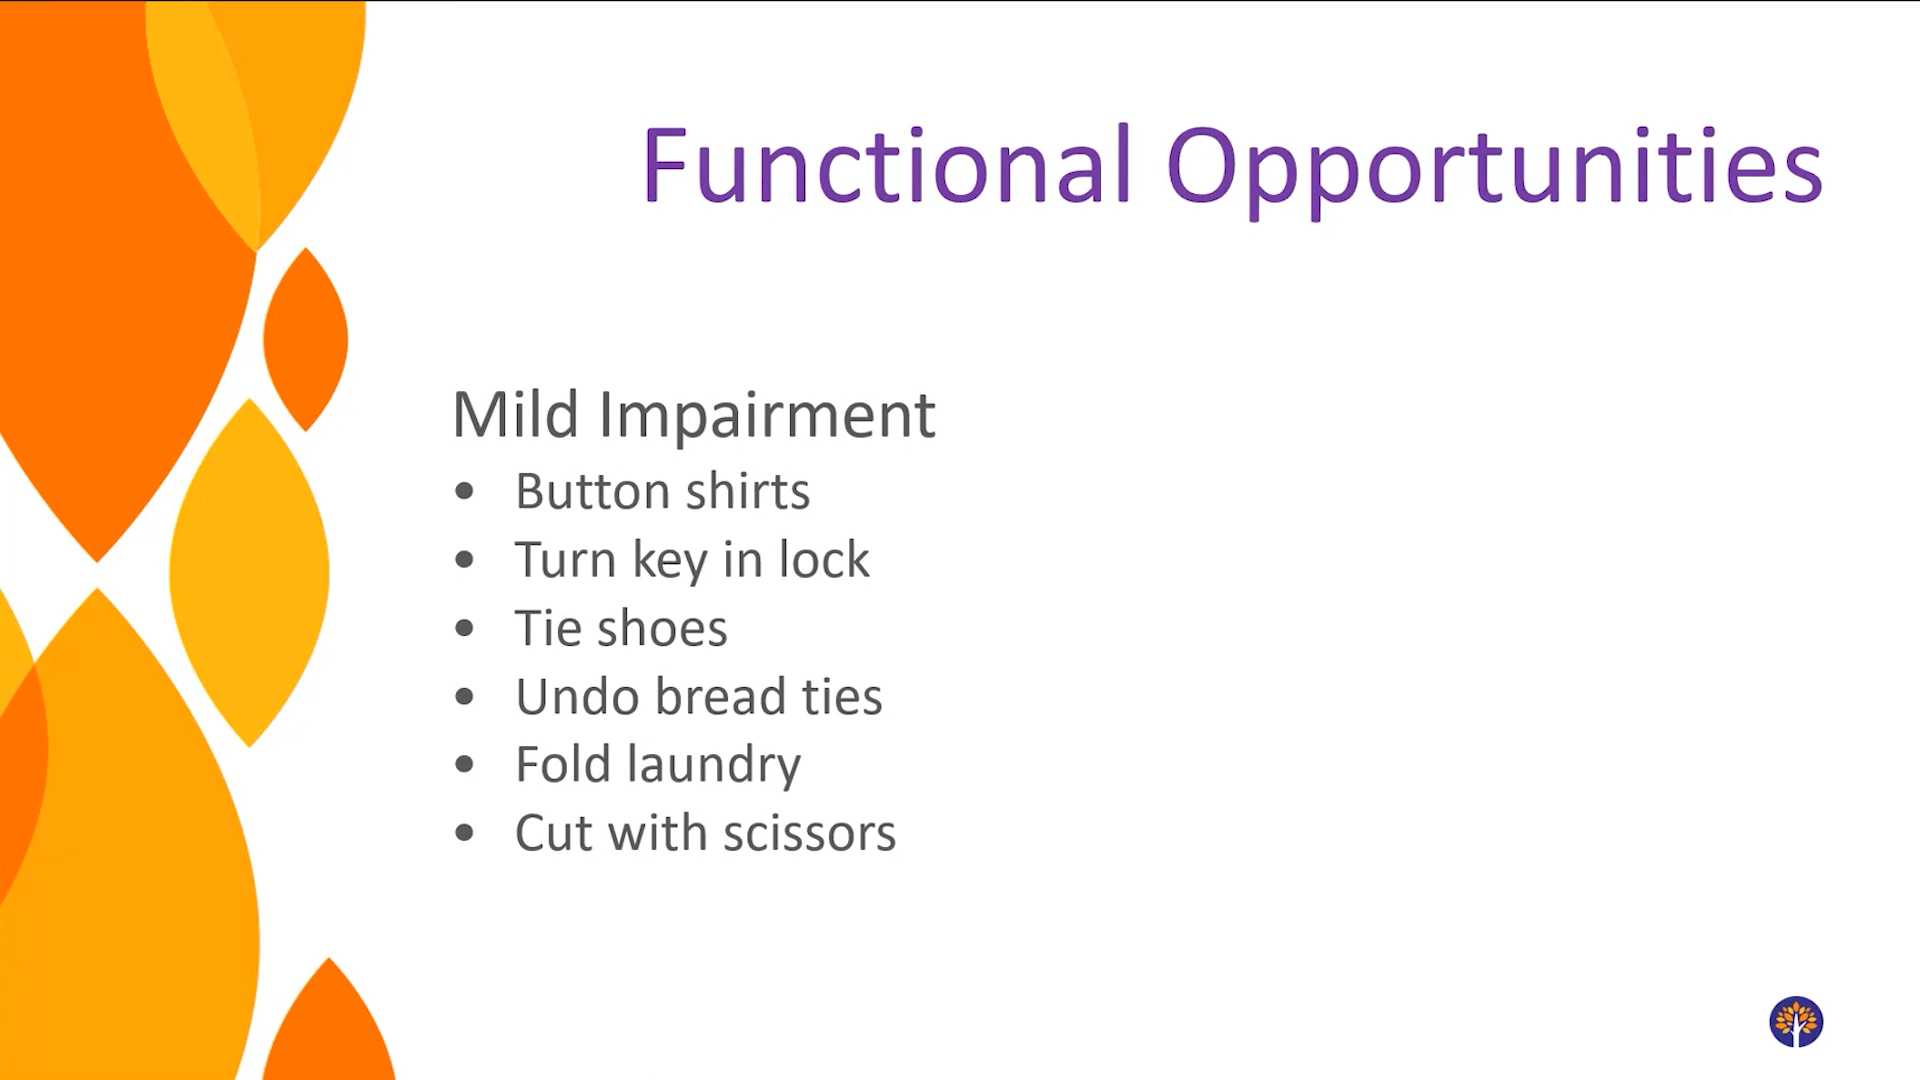 Functional Opportunities
Mild Impairment
• Button shirts
• Turn key in lock
• Tie shoes
• Undo bread ties
• Fold laundry
• Cut with scissors